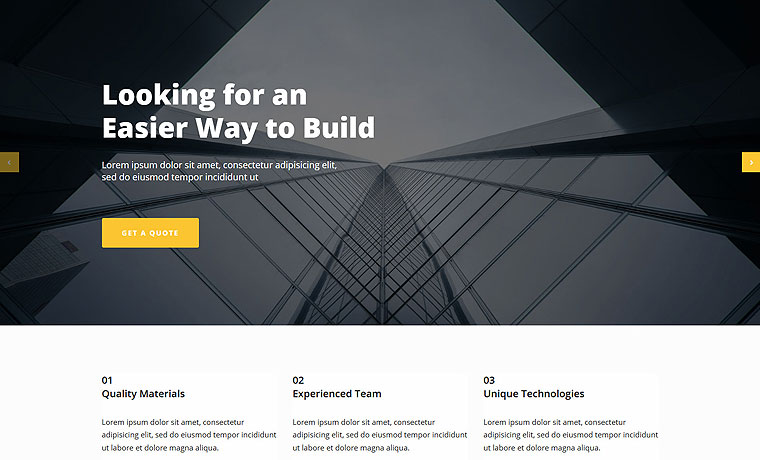 Looking for an
Easier Way to Build
Lorem ipsum dolor sit amet, consectetur adipisicing elit,
sed do eiusmod tempor incididunt ut
GET A QUOTE
01
Quality Materials
Lorem ipsum dolor sit amet, consectetur
adipisicing elit, sed do eiusmod tempor incididunt
ut labore et dolore magna aliqua.
02
Experienced Team
Lorem ipsum dolor sit amet, consectetur
adipisicing elit, sed do eiusmod tempor incididunt
ut labore et dolore magna aliqua.
03
Unique Technologies
Lorem ipsum dolor sit amet, consectetur
adipisicing elit, sed do eiusmod tempor incididunt
ut labore et dolore magna aliqua.